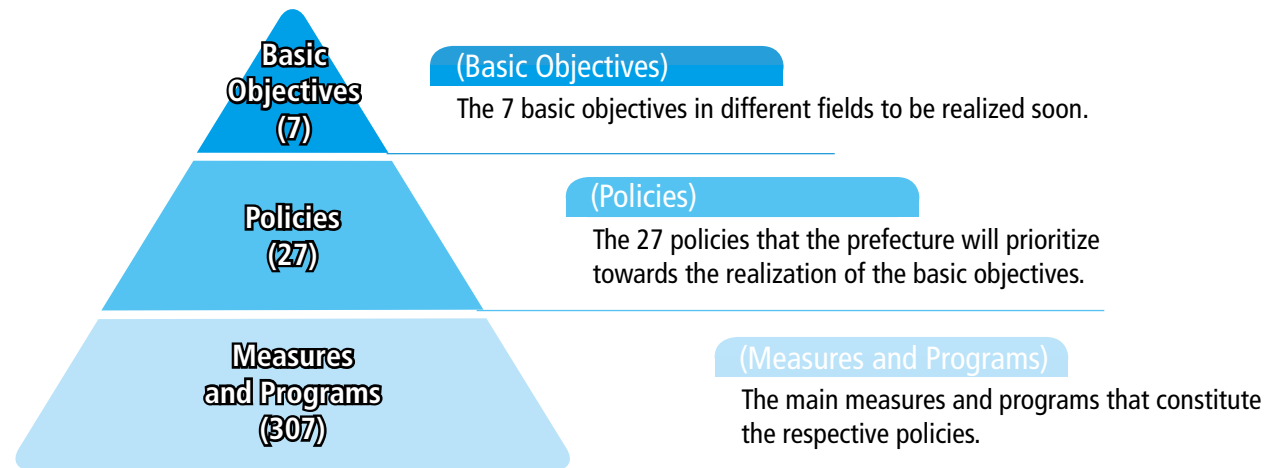 Basic
Objectives
(7)
(Basic Objectives)
The 7 basic objectives in different fields to be realized soon.
Policies
(27)
(Policies)
The 27 policies that the prefecture will prioritize
towards the realization of the basic objectives.
Measures
and Programs
(307)
(Measures and Programs)
The main measures and programs that constitute
the respective policies.